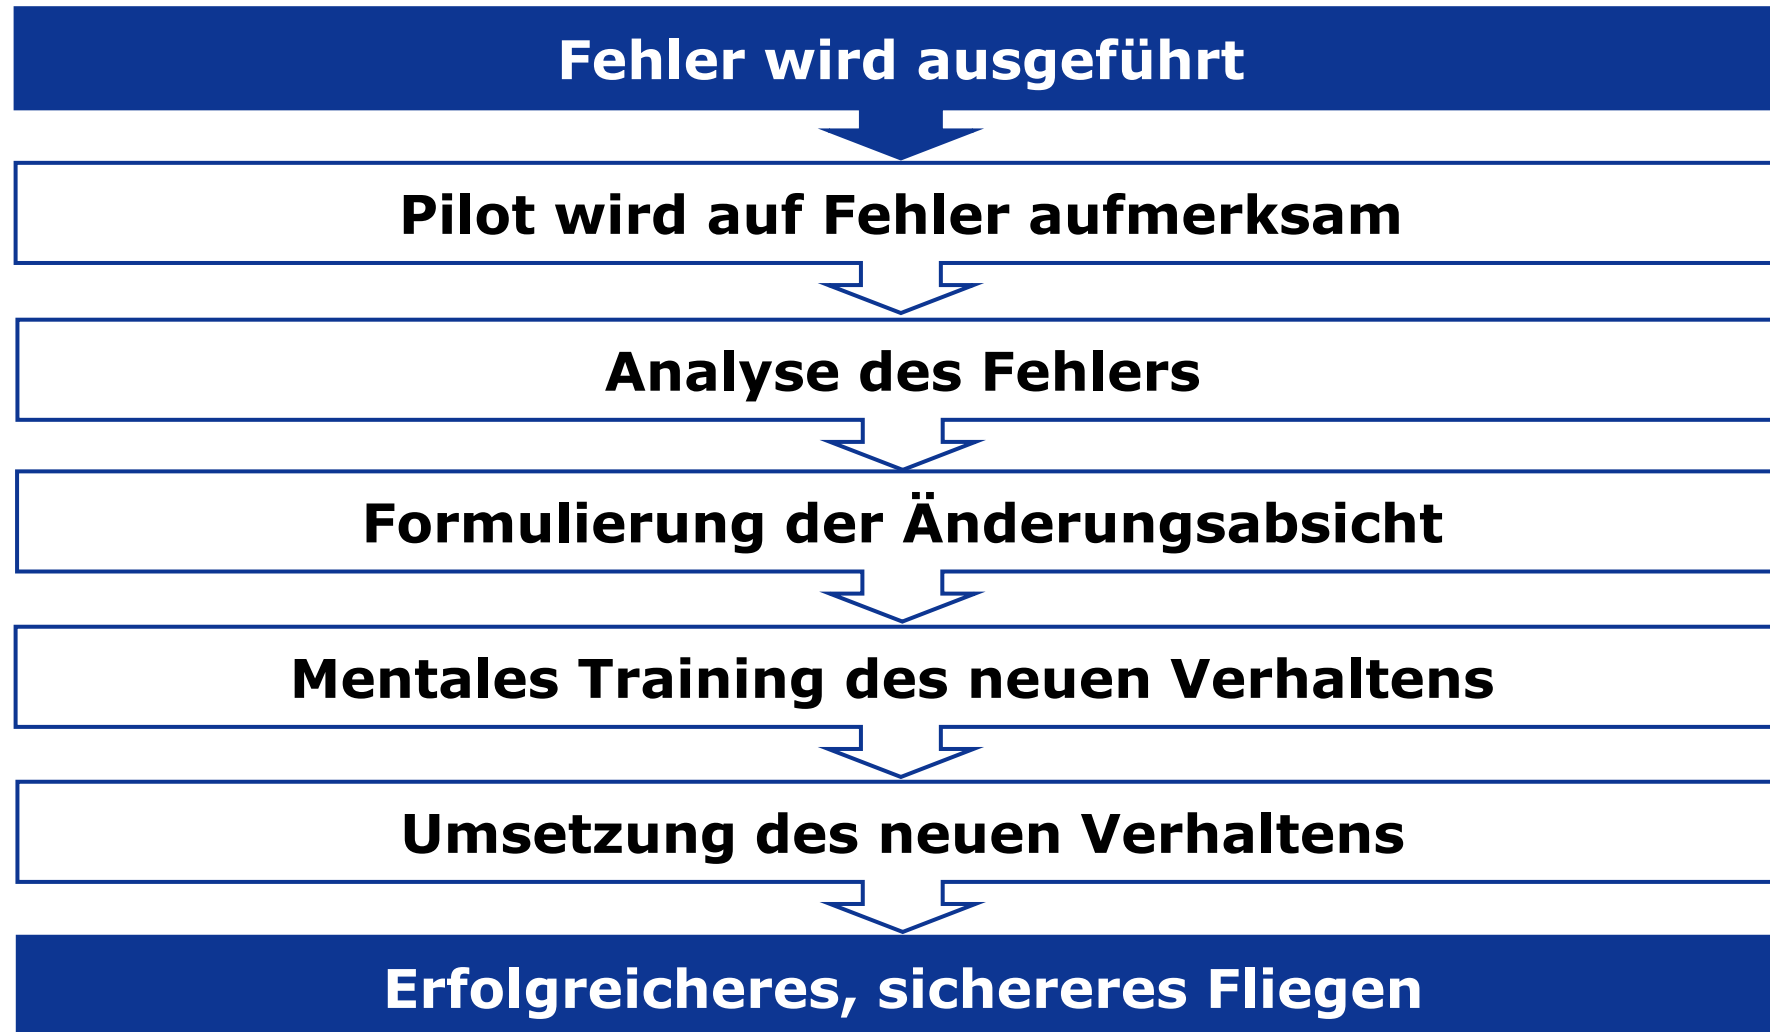 Fehler wird ausgeführt
Pilot wird auf Fehler aufmerksam
Analyse des Fehlers
Formulierung der Änderungsabsicht
Mentales Training des neuen Verhaltens
Umsetzung des neuen Verhaltens
Erfolgreicheres, sichereres Fliegen